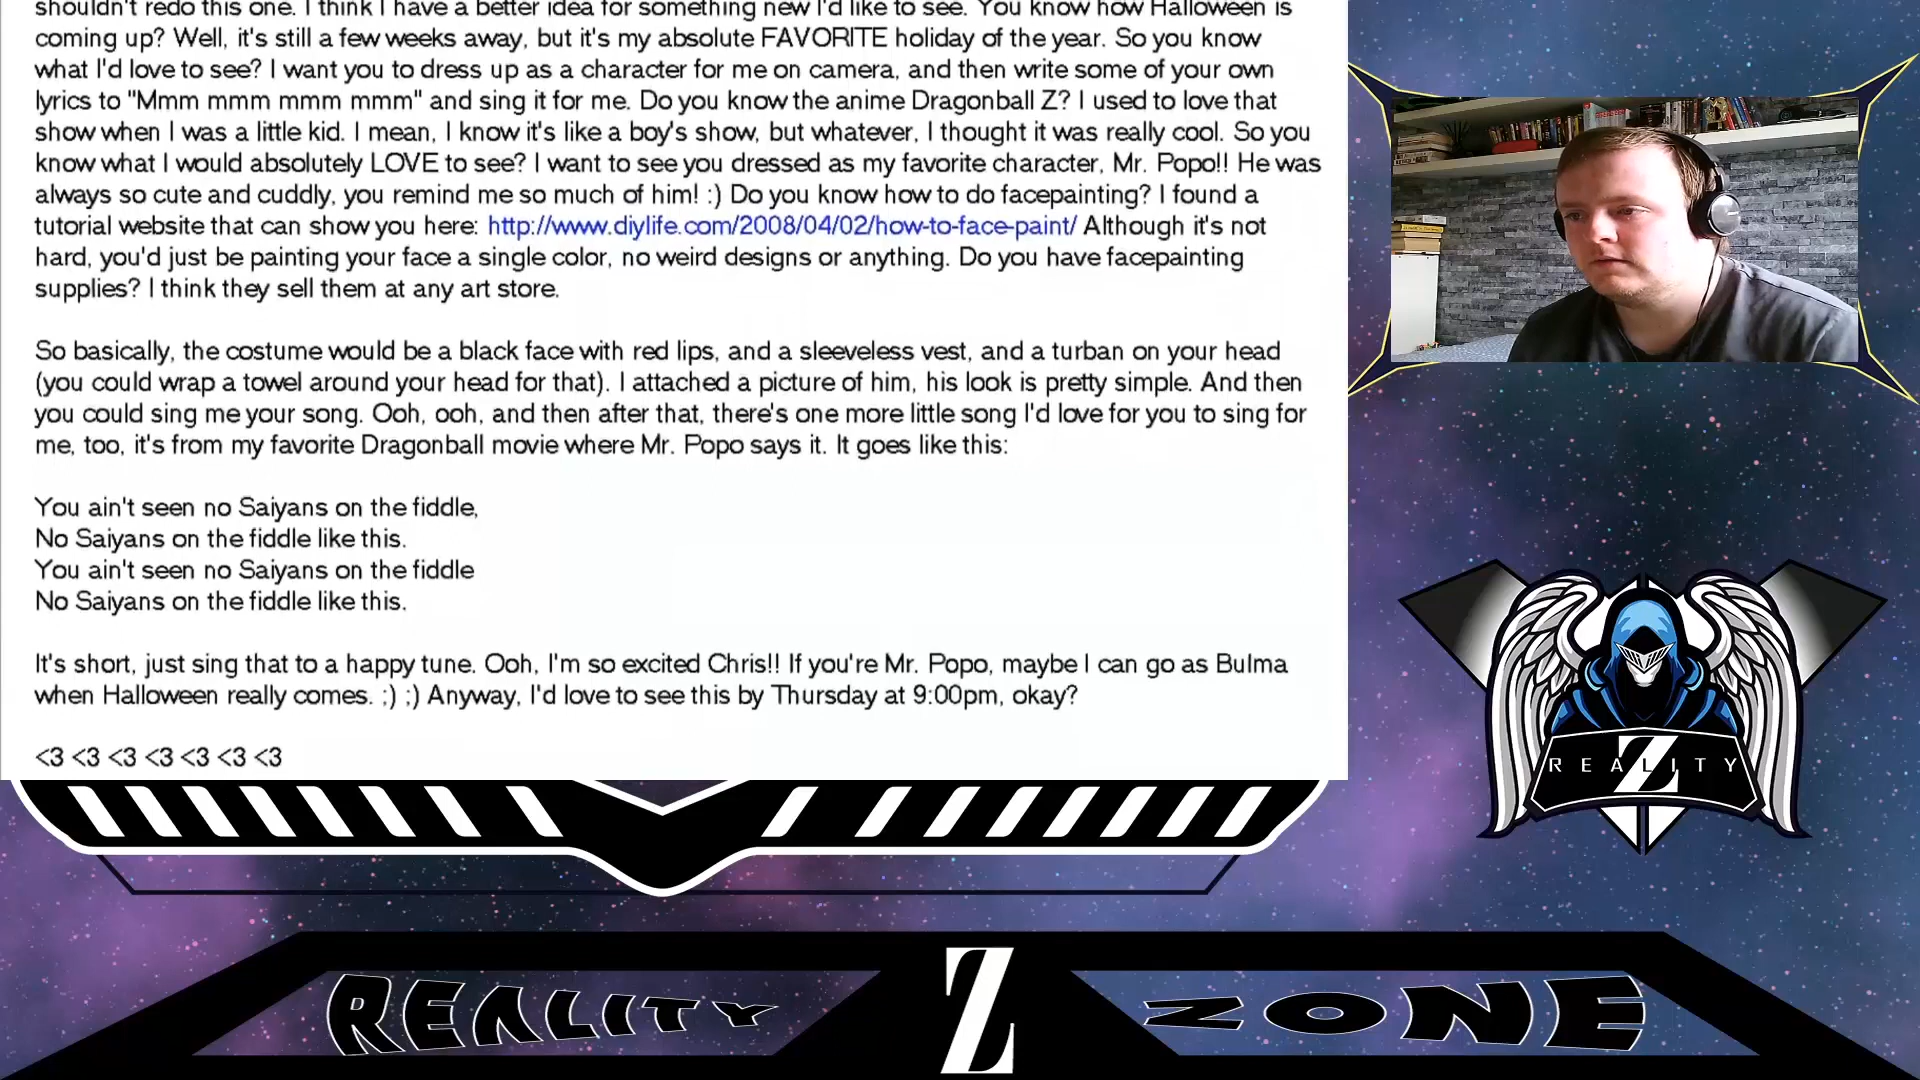 shouldn't redo this one. I think I have a better idea for something new I'd like to see. You know how Halloween is
coming up? Well, it's still a few weeks away, but it's my absolute FAVORITE holiday of the year. So you know
what I'd love to see? I want you to dress up as a character for me on camera, and then write some of your own
lyrics to "Mmm mmm mmm mmm" and sing it for me. Do you know the anime Dragonball Z? I used to love that
show when I was a little kid. I mean, I know it's like a boy's show, but whatever, I thought it was really cool. So you
know what I would absolutely LOVE to see? I want to see you dressed as my favorite character, Mr. Popo!! He was
always so cute and cuddly, you remind me so much of him! :) Do you know how to do facepainting? I found a
tutorial website that can show you here: http://www.diylife.com/2008/04/02/how-to-face-paint/ Although it's not
hard, you'd just be painting your face a single color, no weird designs or anything. Do you have facepainting
supplies? I think they sell them at any art store.
So basically, the costume would be a black face with red lips, and a sleeveless vest, and a turban on your head
(you could wrap a towel around your head for that). I attached a picture of him, his look is pretty simple. And then
you could sing me your song. Ooh, ooh, and then after that, there's one more little song I'd love for you to sing for
me, too, it's from my favorite Dragonball movie where Mr. Popo says it. It goes like this:
You ain't seen no Saiyans on the fiddle,
No Saiyans on the fiddle like this.
You ain't seen no Saiyans on the fiddle
No Saiyans on the fiddle like this.
It's short, just sing that to a happy tune. Ooh, I'm so excited Chris!! If you're Mr. Popo, maybe I can go as Bulma
when Halloween really comes. ;) ;) Anyway, I'd love to see this by Thursday at 9:00pm, okay?
<3 <3 <3 <3 <3 <3 <3
Z
REALITY
REALITY Z ZONE